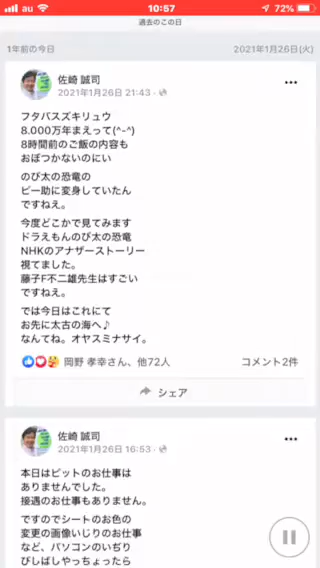 au 10:57 72%
過去のこの日
1年前の今日 2021年1月26日(火)
佐崎 誠司
2021年1月26日 21:43
フタバスズキリュウ
8.000万年まえって(^-^)
8時間前のご飯の内容も
おぼつかないのにい
のび太の恐竜の
ピー助に変身していたん
ですねえ。
今度どこかで見てみます
ドラえもんのび太の恐竜
NHKのアナザーストーリー
視てました。
藤子F不二雄先生はすごい
ですねえ。
では今日はこれにて
お先に太古の海へ♪
なんてね。オヤスミナサイ。
岡野 孝幸さん、他72人 コメント2件
シェア
佐崎 誠司
2021年1月26日 16:53
本日はピットのお仕事は
ありませんでした。
接遇のお仕事もありません。
ですのでシートのお色の
変更の画像いじりのお仕事
など、パソコンのいぢり
びしばしやっちょったら